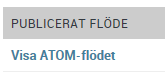 PUBLICERAT FLÖDE
Visa ATOM-flödet